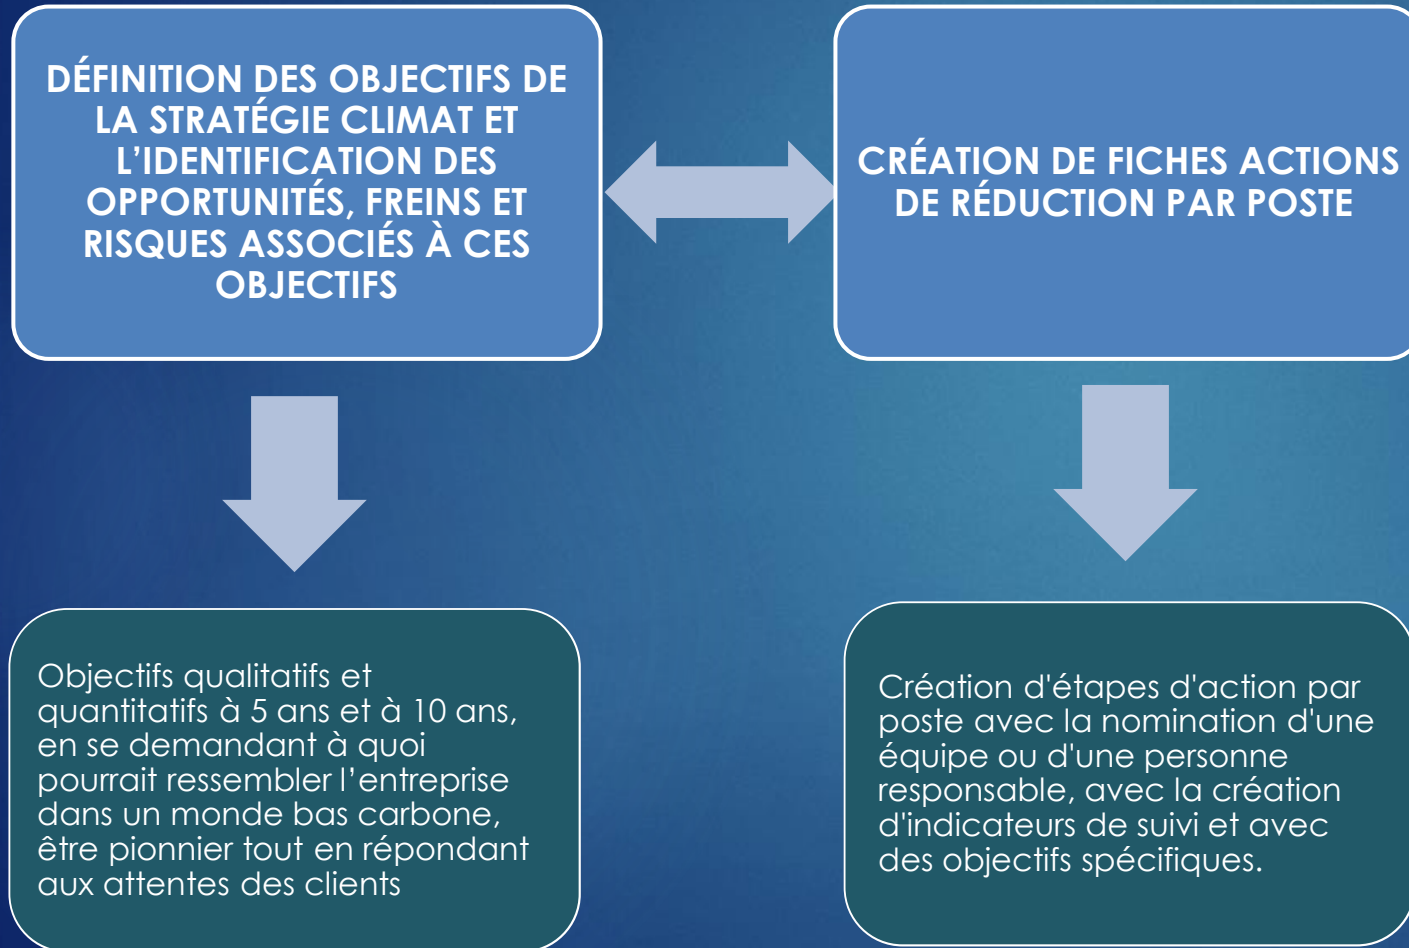 DÉFINITION DES OBJECTIFS DE
LA STRATÉGIE CLIMAT ET
L’IDENTIFICATION DES
OPPORTUNITÉS, FREINS ET
RISQUES ASSOCIÉS À CES
OBJECTIFS
CRÉATION DE FICHES ACTIONS
DE RÉDUCTION PAR POSTE
Objectifs qualitatifs et
quantitatifs à 5 ans et à 10 ans,
en se demandant à quoi
pourrait ressembler l’entreprise
dans un monde bas carbone,
être pionnier tout en répondant
aux attentes des clients
Création d'étapes d'action par
poste avec la nomination d'une
équipe ou d'une personne
responsable, avec la création
d'indicateurs de suivi et avec
des objectifs spécifiques.